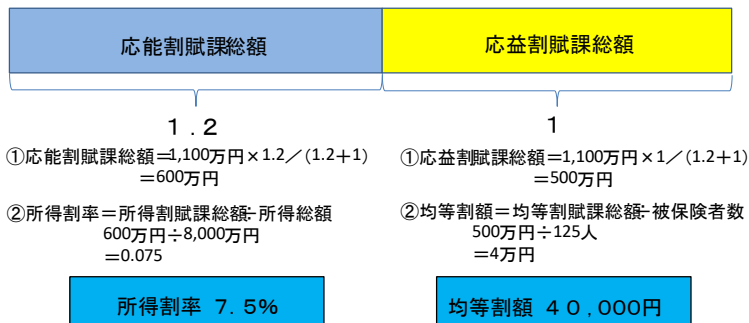 応能割賦課総額
応益割賦課総額
1.2
1
①応能割賦課総額=1,100万円×1.2/(1.2+1)
=600万円
①応益割賦課総額=1,100万円×1/(1.2+1)
=500万円
②所得割率=所得割賦課総額÷所得総額
600万円÷8,000万円
=0.075
②均等割額=均等割賦課総額÷被保険者数
500万円÷125人
=4万円
所得割率 7.5%
均等割額 40,000円